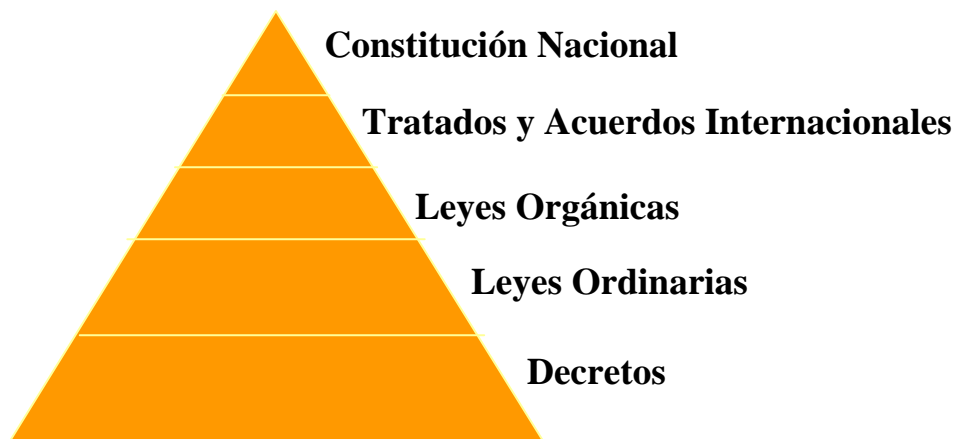 Constitución Nacional
Tratados y Acuerdos Internacionales
Leyes Orgánicas
Leyes Ordinarias
Decretos